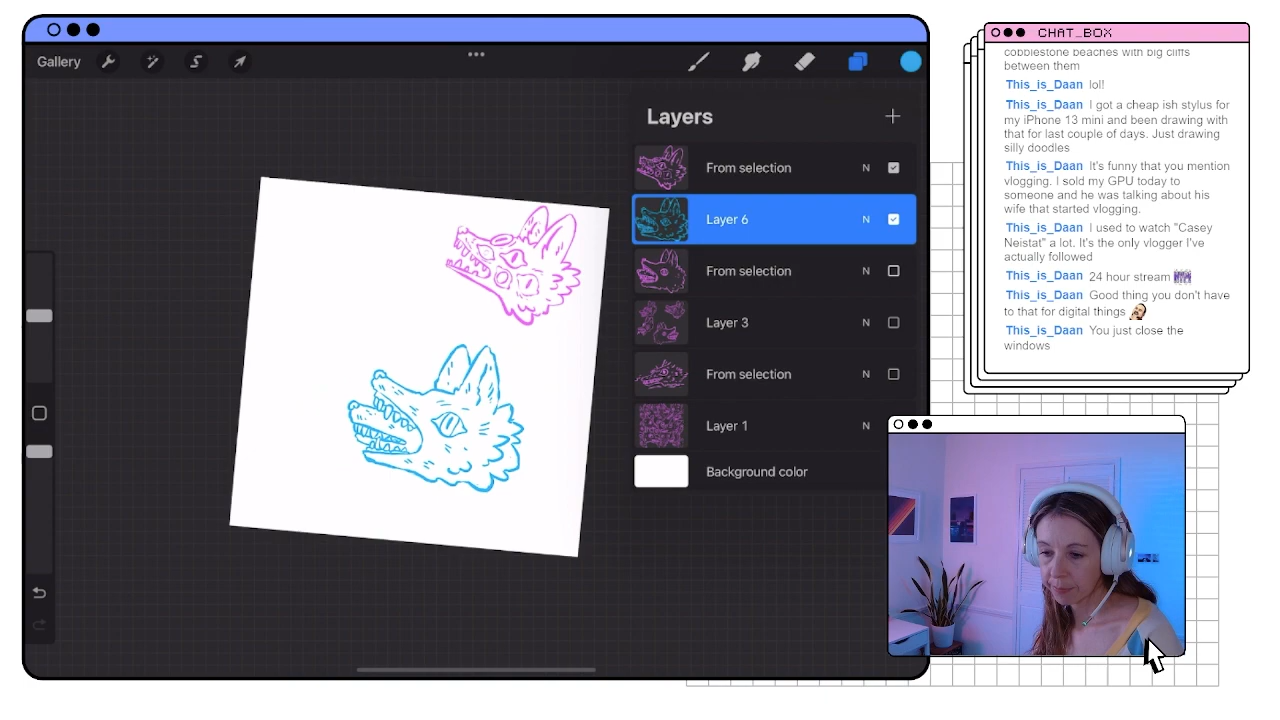 CHAT_BOX
Gallery
Layers
From selection N
Layer 6 N
From selection N
Layer 3 N
From selection N
Layer 1 N
Background color
cobblestone beaches with big cliffs
between them
This_is_Daan lol!
This_is_Daan I got a cheap ish stylus for
my iPhone 13 mini and been drawing with
that for last couple of days. Just drawing
silly doodles
This_is_Daan It's funny that you mention
vlogging. I sold my GPU today to
someone and he was talking about his
wife that started vlogging.
This_is_Daan I used to watch "Casey
Neistat" a lot. It's the only vlogger I've
actually followed
This_is_Daan 24 hour stream
This_is_Daan Good thing you don't have
to that for digital things
This_is_Daan You just close the
windows